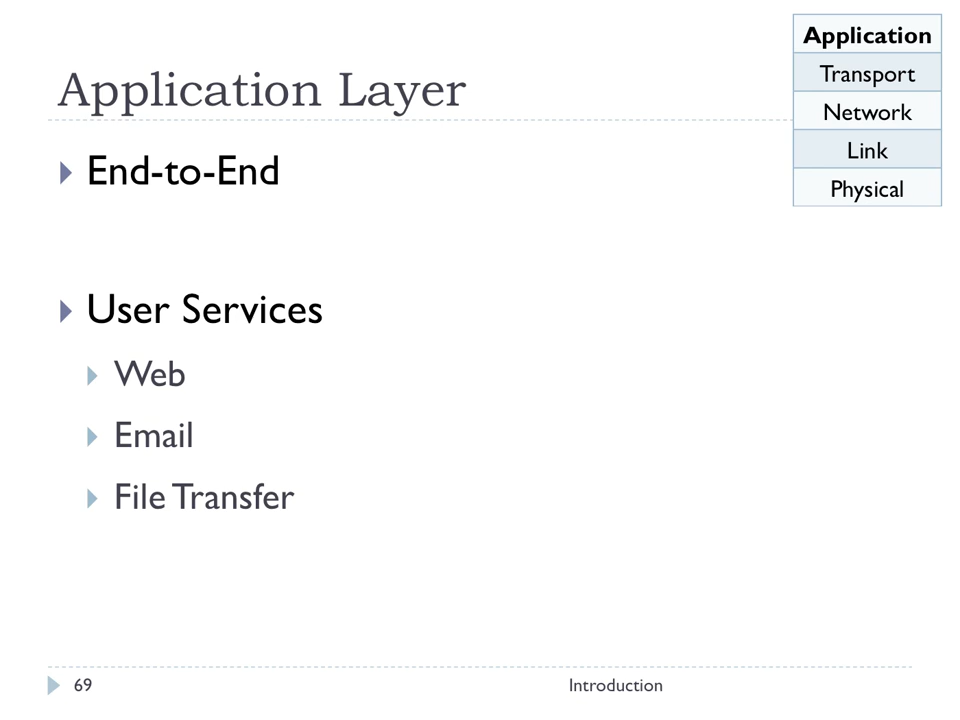 Application Layer
Application
Transport
Network
Link
Physical
End-to-End
User Services
Web
Email
File Transfer
69
Introduction